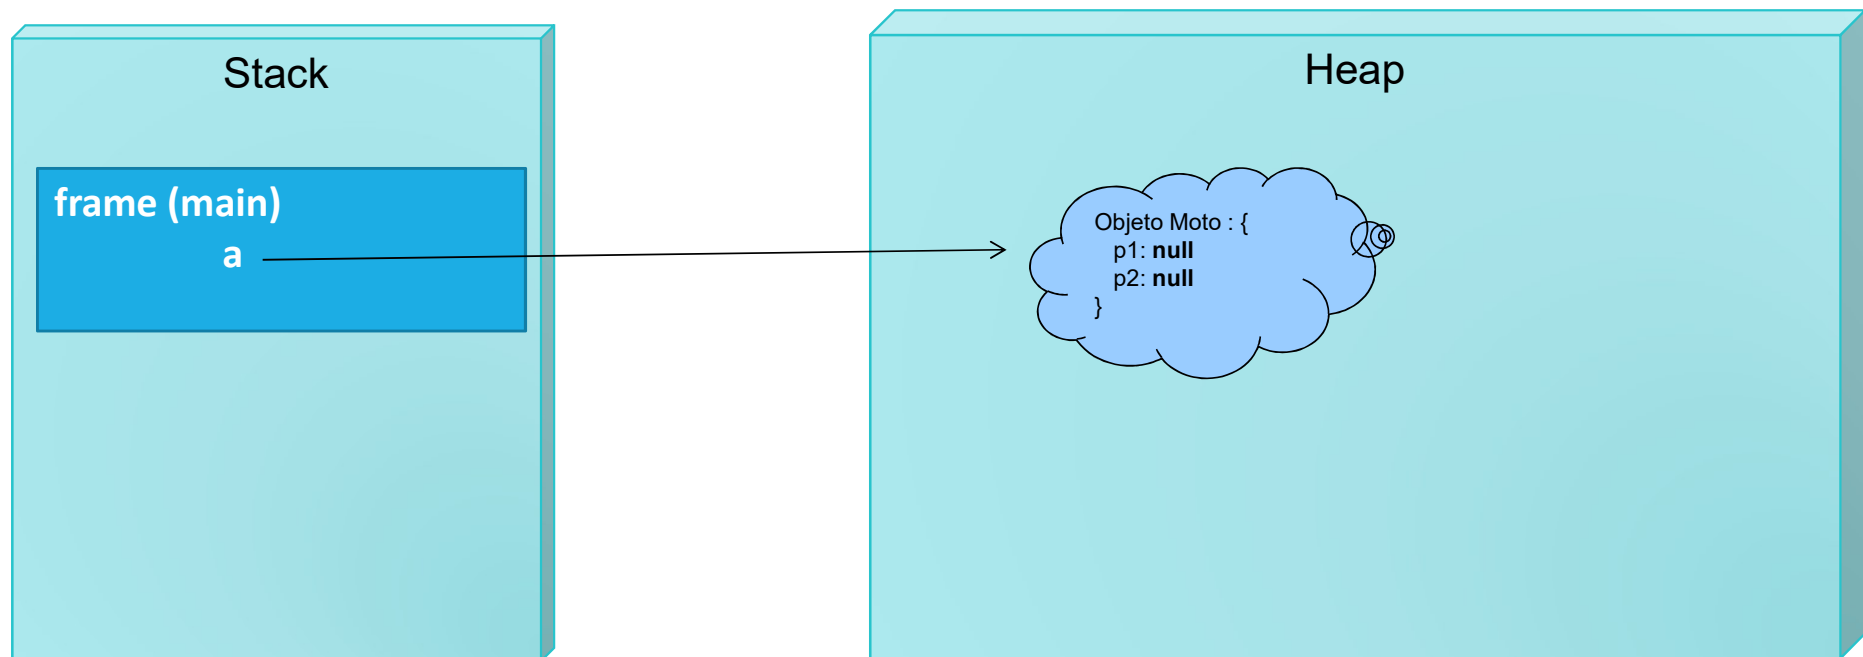 Stack
frame (main)
a
Heap
Objeto Moto : {
p1: null
p2: null
}